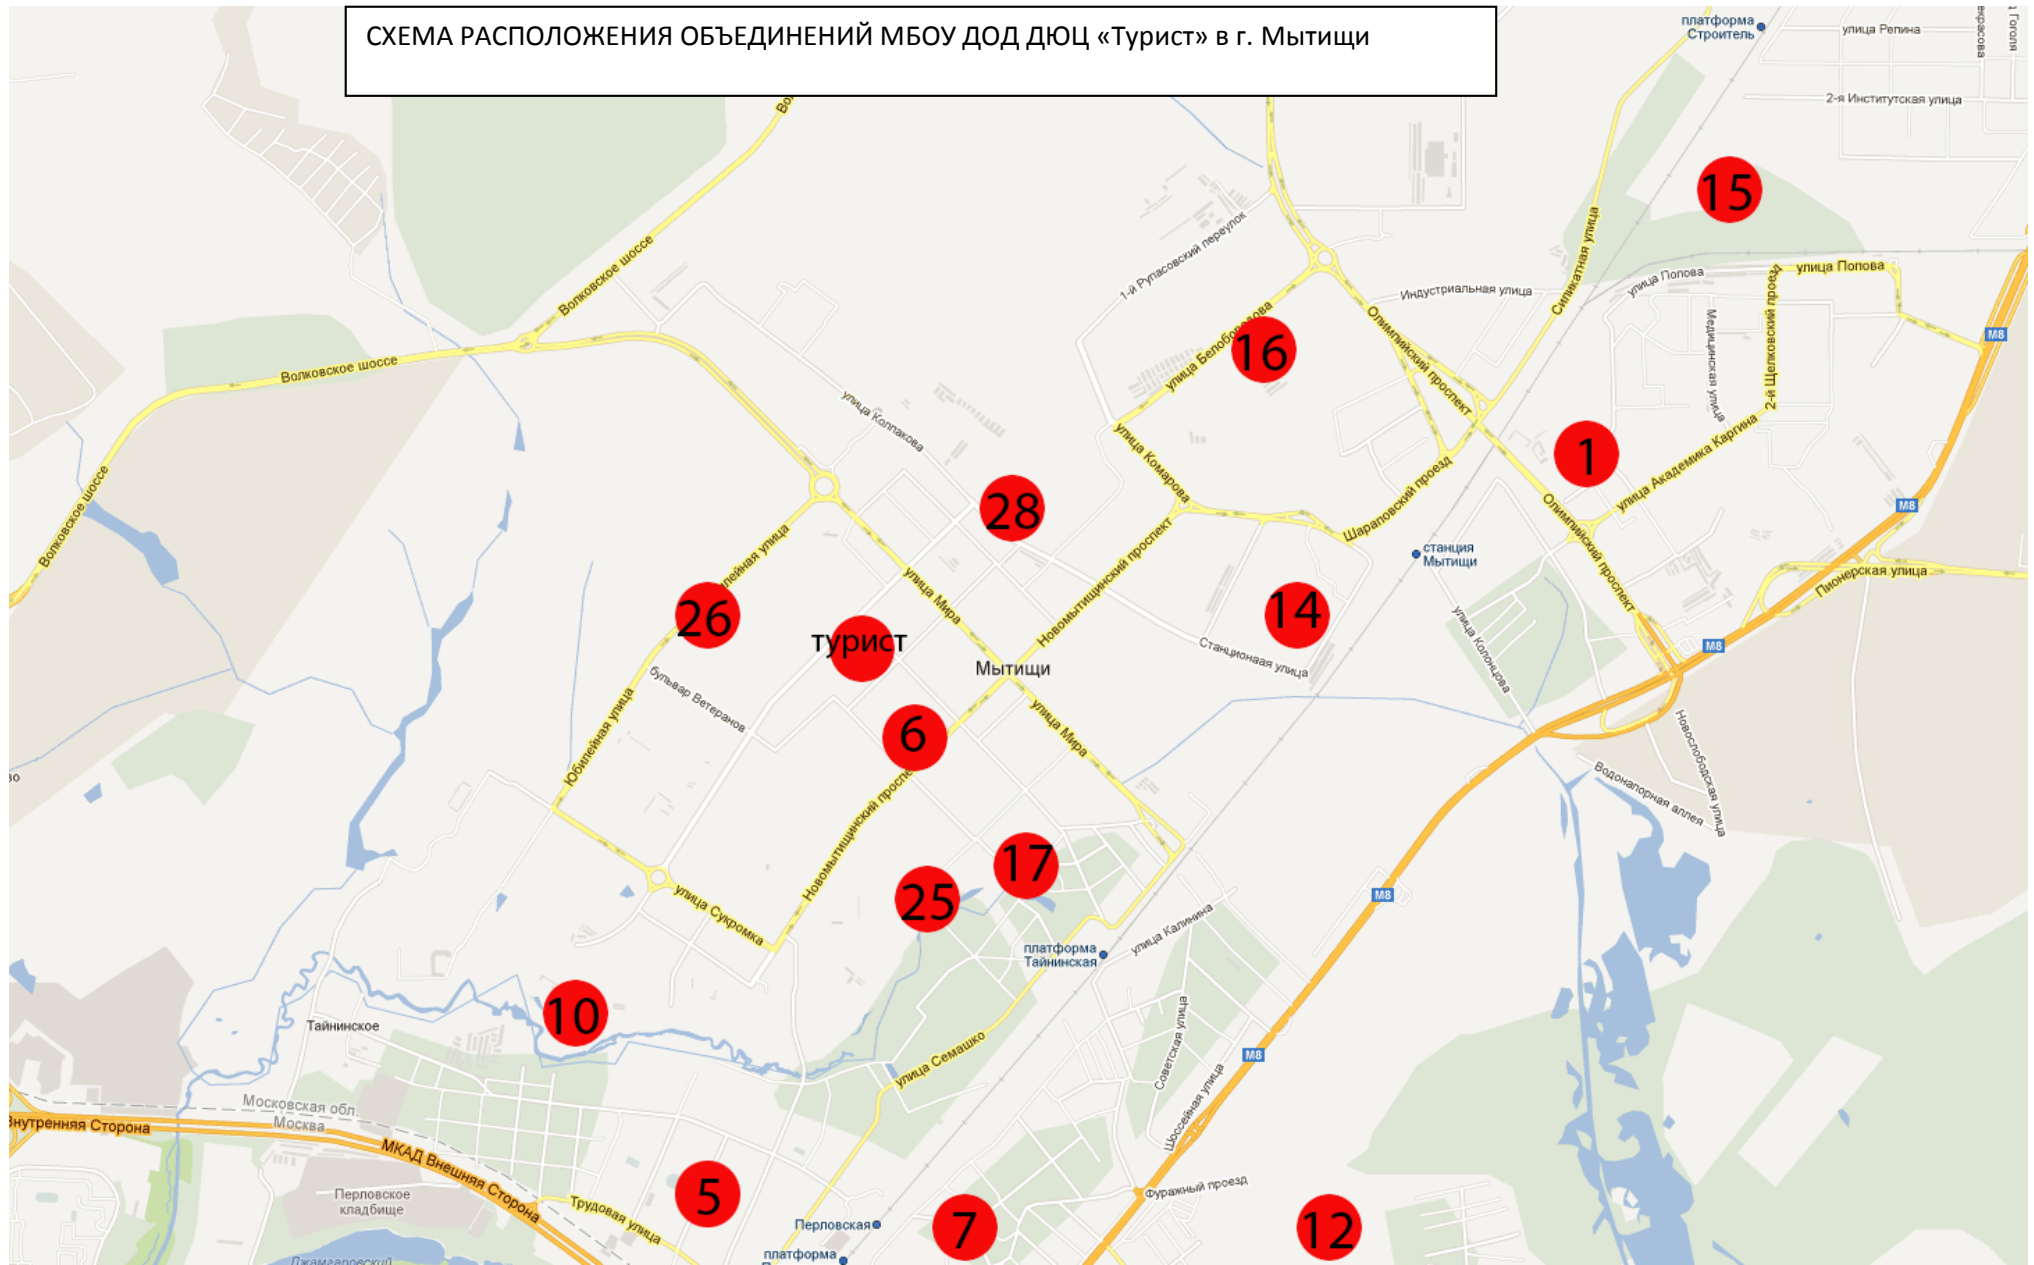 СХЕМА РАСПОЛОЖЕНИЯ ОБЪЕДИНЕНИЙ МБОУ ДОД ДЮЦ «Турист» в г. Мытищи
платформа
Строитель
улица Репина
2-я Институтская улица
15
Волковское шоссе
1-й Рупасовский переулок
Силикатная улица
улица Попова
улица Попова
Индустриальная улица
Олимпийский проспект
Медицинская улица
2-й Щелковский проезд
M8
16
Волковское шоссе
улица Колпакова
улица Комарова
1
улица Академика Каргина
Шараповский проезд
28
Волковское шоссе
M8
станция
Мытищи
Олимпийский проспект
Пионерская улица
26
улица Мира
Новомытищинский проспект
14
Станционаая улица
улица Колонцова
M8
турист
Мытищи
бульвар Ветеранов
Юбилейная улица
6
улица Мира
Новослободская улица
Водонапорная аллея
17
25
M8
улица Сукромка
улица Калинина
платформа
Тайнинская
10
Тайнинское
улица Семашко
Советская улица
M8
Шоссейная улица
Московская обл.
Москва
Внутренняя Сторона
МКАД Внешняя Сторона
Перловское
кладбище
Трудовая улица
5
Перловская
7
Фуражный проезд
12
платформа